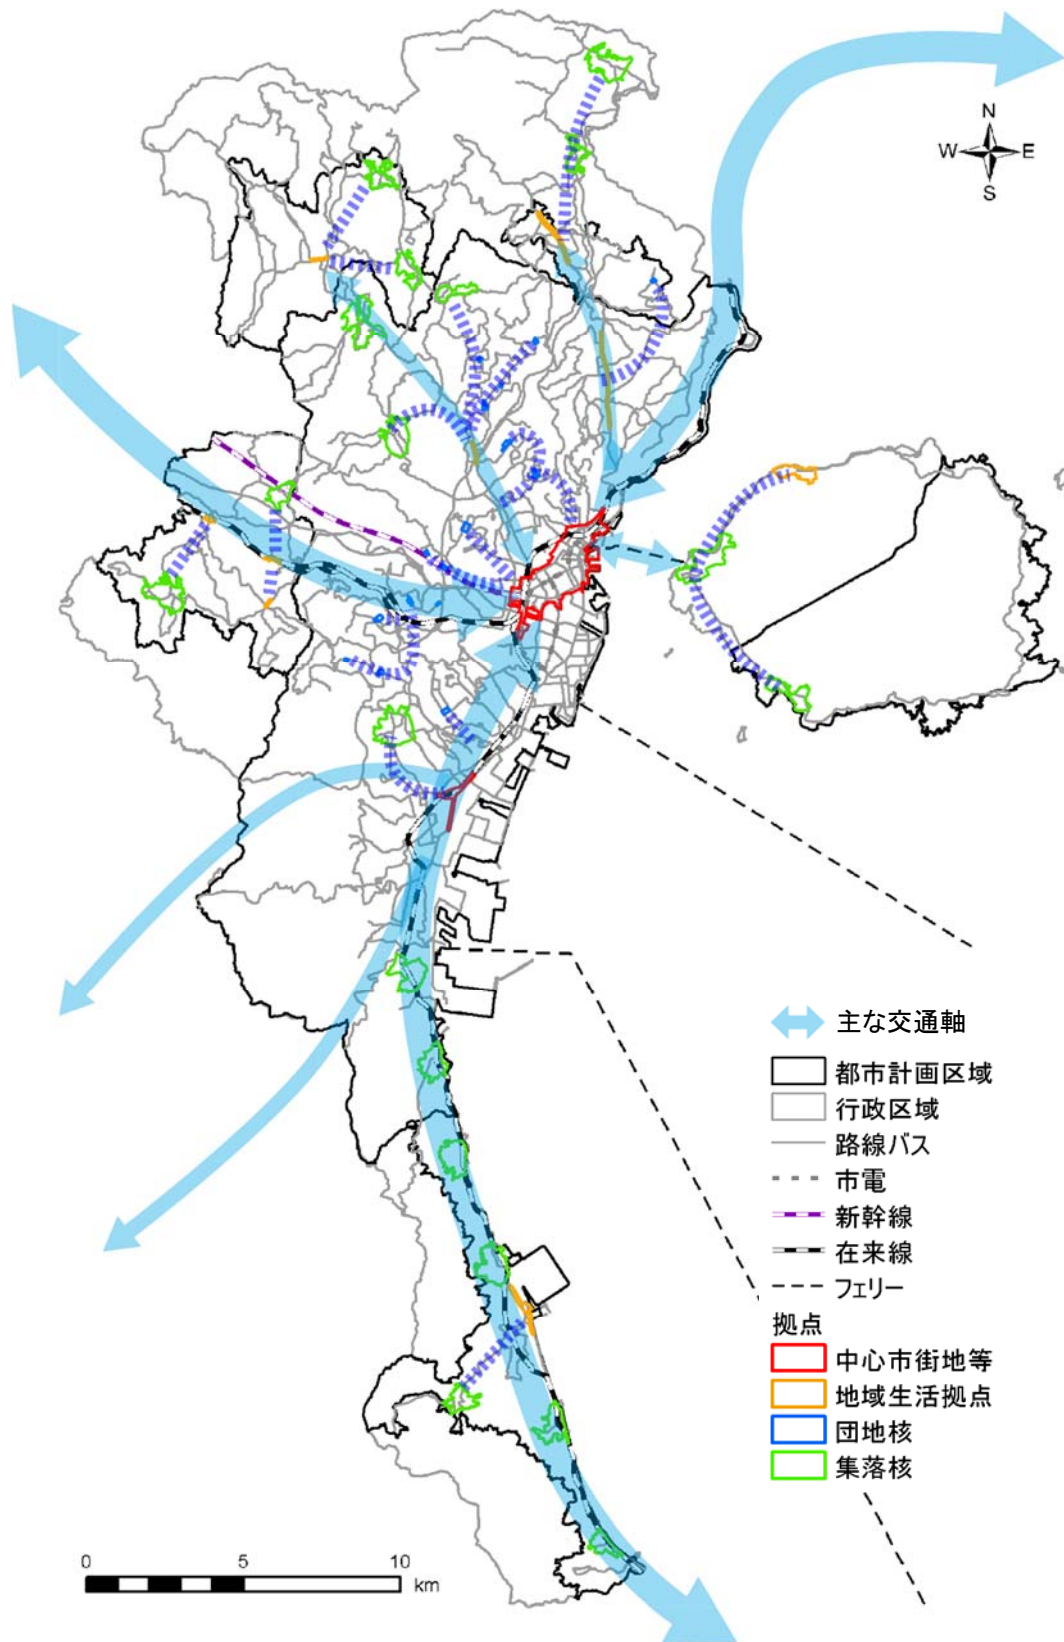 N
W E
S
主な交通軸
都市計画区域
行政区域
路線バス
市電
新幹線
在来線
フェリー
拠点
中心市街地等
地域生活拠点
団地核
集落核
0 5 10
km